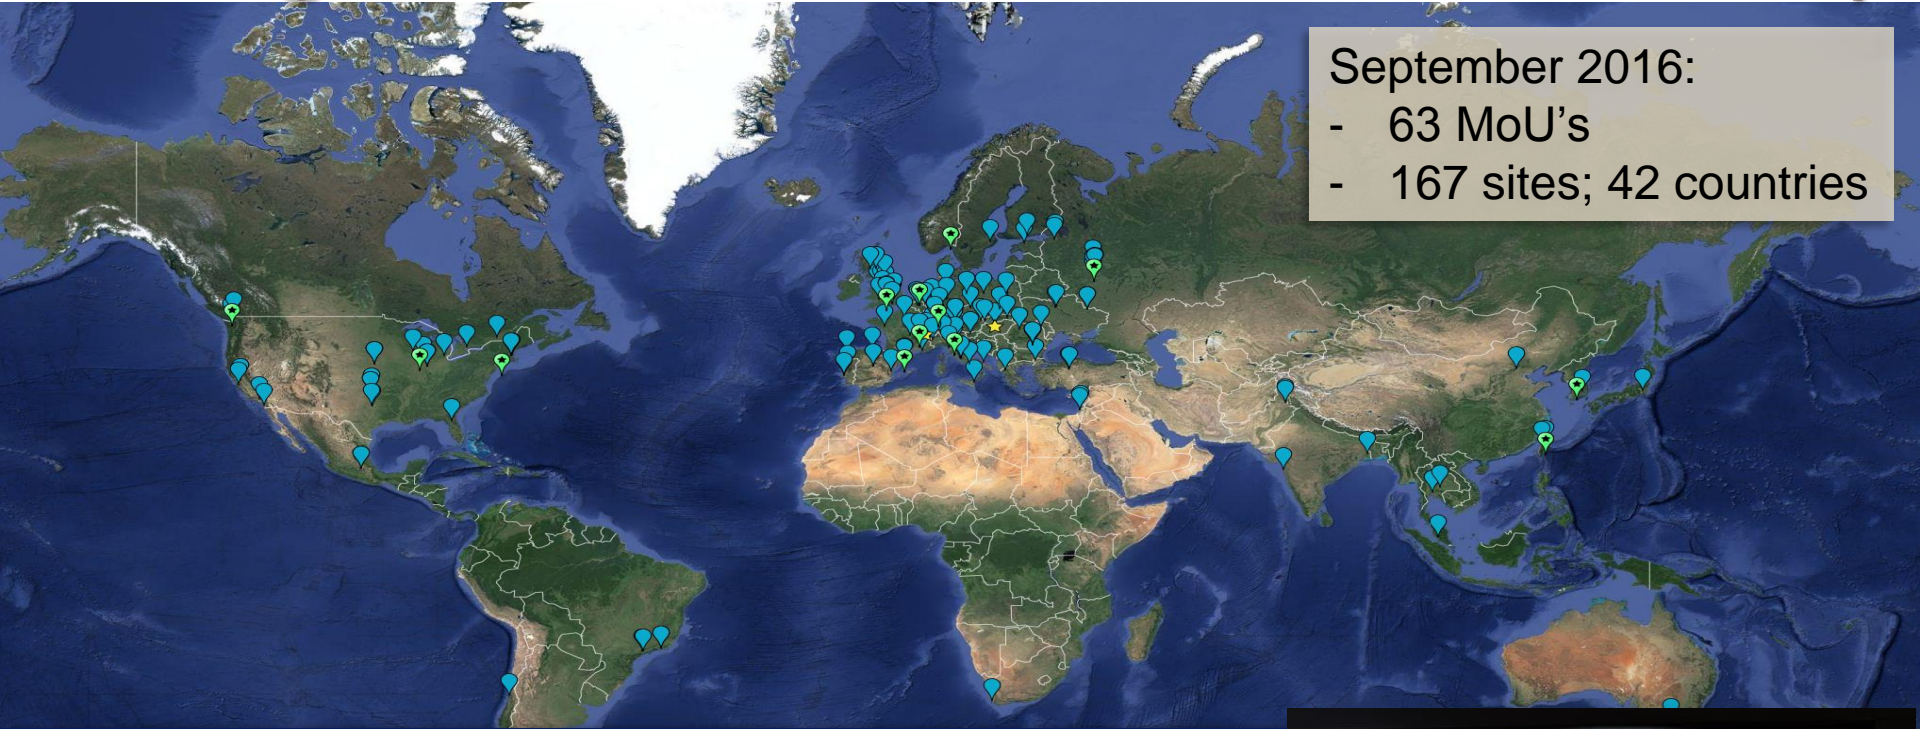 September 2016:
- 63 MoU’s
- 167 sites; 42 countries